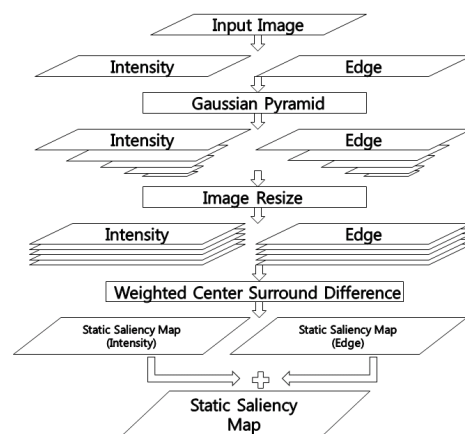 Input Image
Intensity Edge
Gaussian Pyramid
Intensity Edge
Image Resize
Intensity Edge
Weighted Center Surround Difference
Static Saliency Map Static Saliency Map
(Intensity) (Edge)
Static Saliency
Map